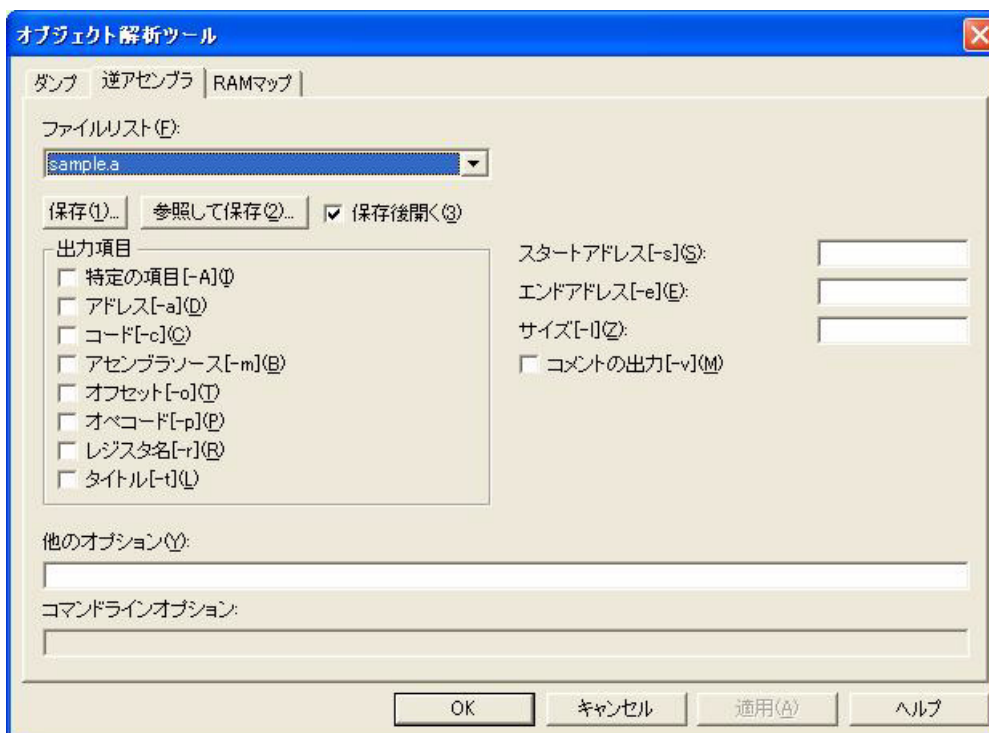 オブジェクト解析ツール
ダンプ 逆アセンブラ RAMマップ
ファイルリスト(F):
sample.a
保存(1)... 参照して保存(2)... 保存後開く(3)
出力項目
特定の項目[-A](I)
アドレス[-a](D)
コード[-c](C)
アセンブラソース[-m](B)
オフセット[-o](T)
オペコード[-p](P)
レジスタ名[-r](R)
タイトル[-t](L)
スタートアドレス[-s](S):
エンドアドレス[-e](E):
サイズ[-l](Z):
コメントの出力[-v](M)
他のオプション(Y):
コマンドラインオプション:
OK キャンセル 適用(A) ヘルプ